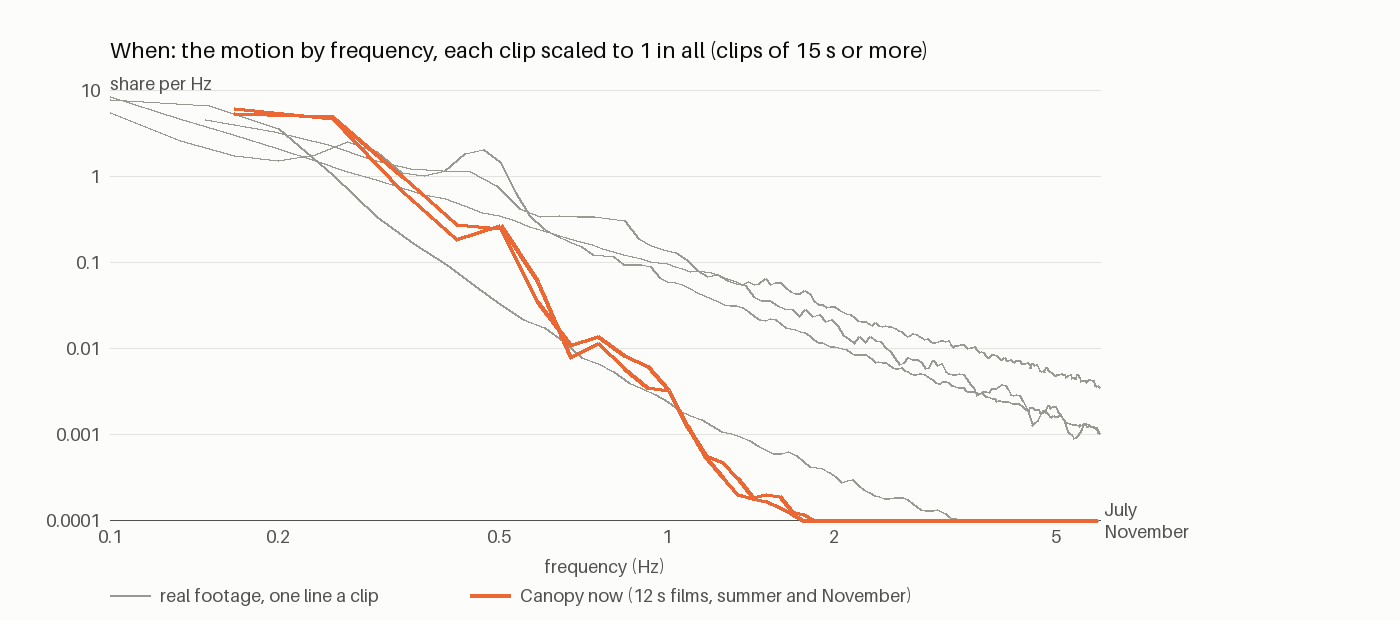 When: the motion by frequency, each clip scaled to 1 in all (clips of 15 s or more)
share per Hz
10
1
0.1
0.01
0.001
0.0001
July
November
0.1 0.2 0.5 1 2 5
frequency (Hz)
real footage, one line a clip
Canopy now (12 s films, summer and November)